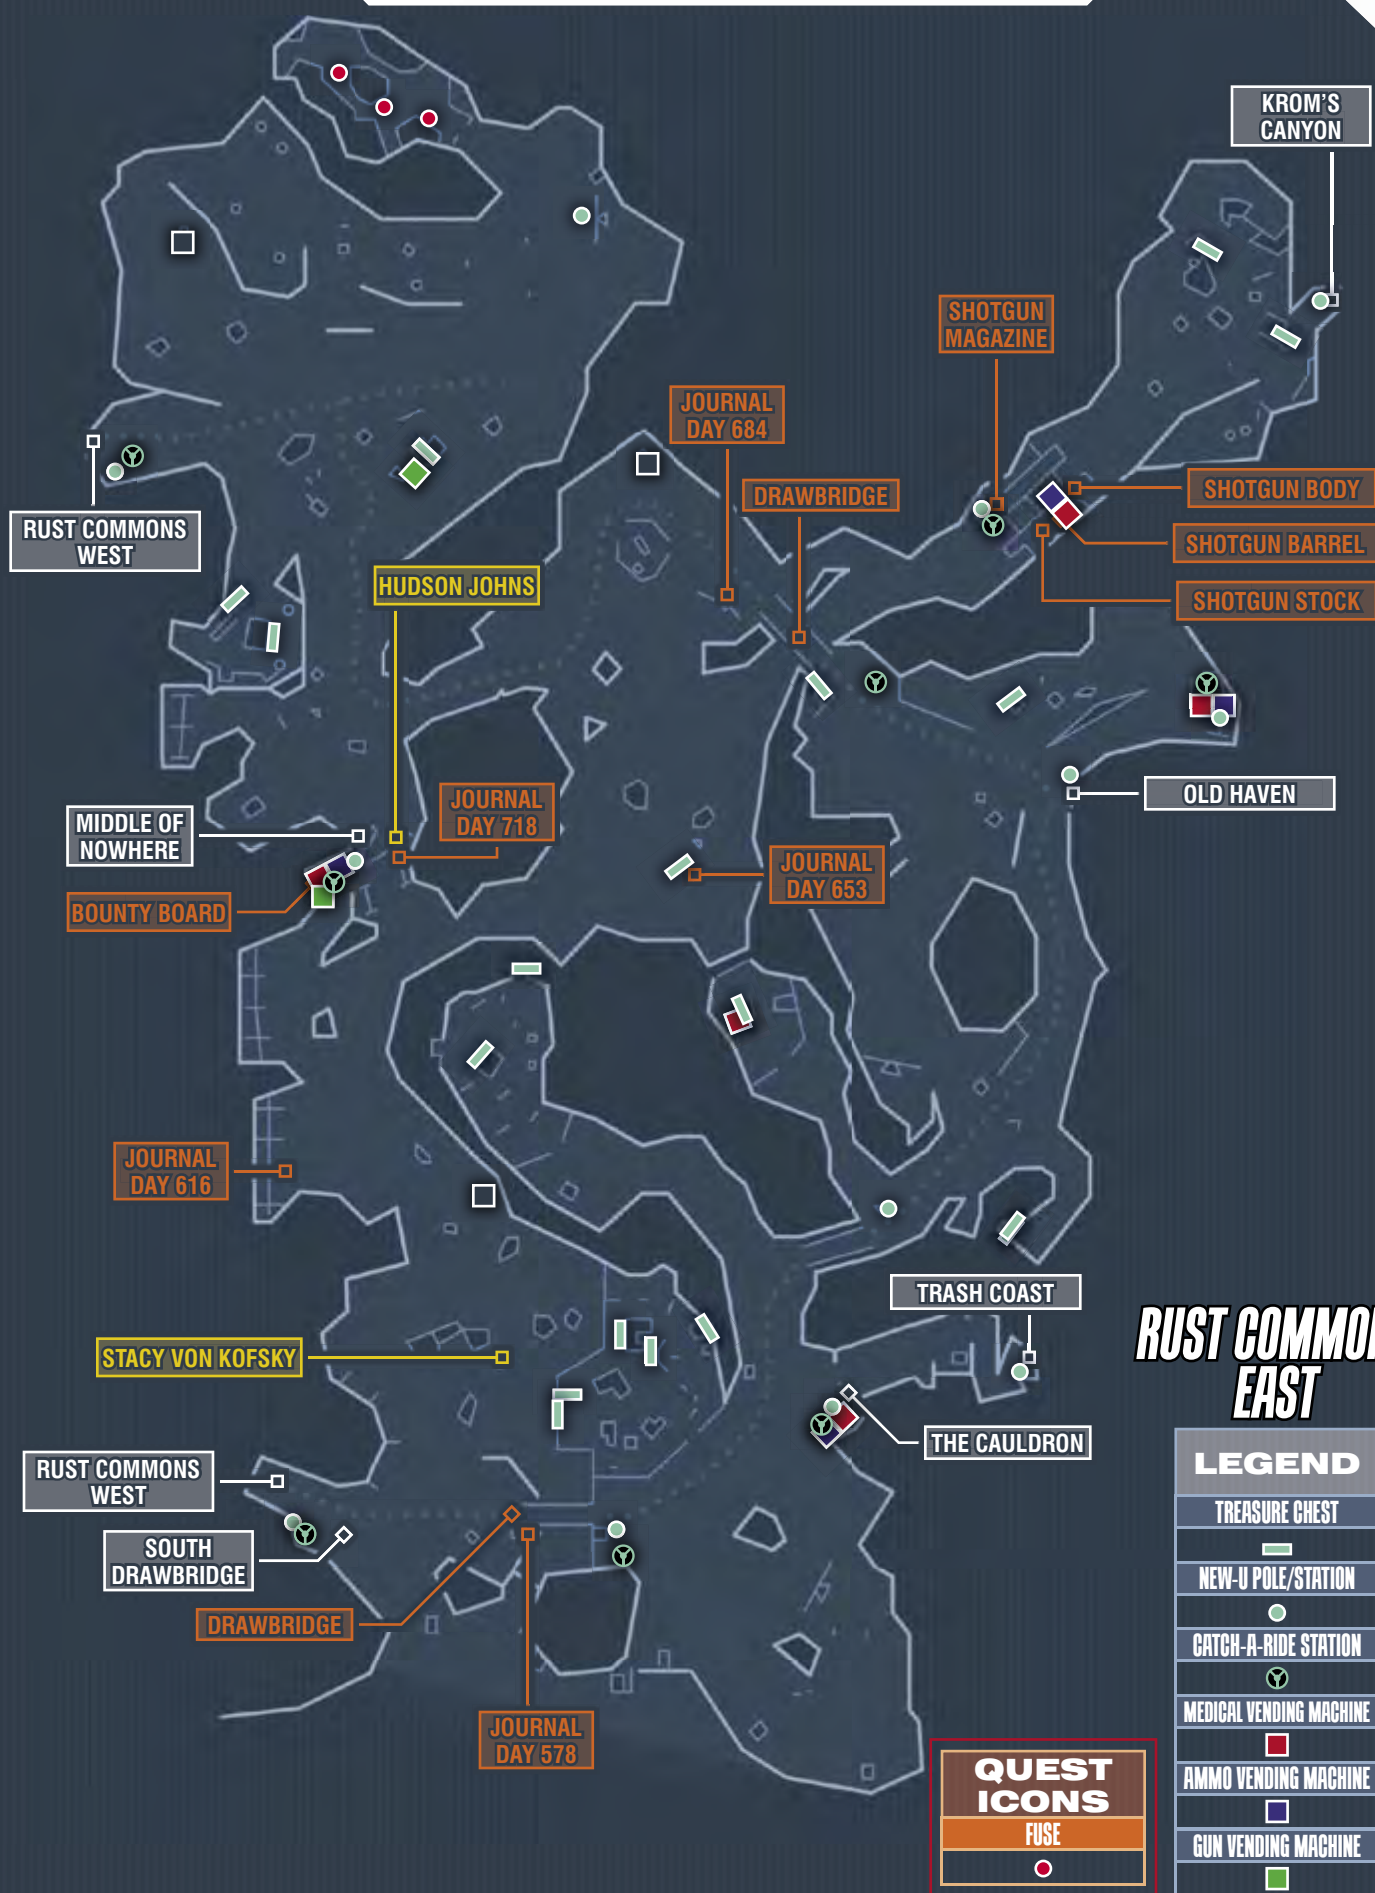 KROM'S
CANYON
SHOTGUN
MAGAZINE
JOURNAL
DAY 684
DRAWBRIDGE
SHOTGUN BODY
RUST COMMONS
WEST
SHOTGUN BARREL
HUDSON JOHNS
SHOTGUN STOCK
OLD HAVEN
JOURNAL
DAY 718
MIDDLE OF
NOWHERE
JOURNAL
DAY 653
BOUNTY BOARD
JOURNAL
DAY 616
TRASH COAST
STACY VON KOFSKY
THE CAULDRON
RUST COMMONS
WEST
SOUTH
DRAWBRIDGE
DRAWBRIDGE
JOURNAL
DAY 578
RUST COMMO
EAST
LEGEND
TREASURE CHEST
NEW-U POLE/STATION
CATCH-A-RIDE STATION
MEDICAL VENDING MACHINE
AMMO VENDING MACHINE
GUN VENDING MACHINE
QUEST
ICONS
FUSE